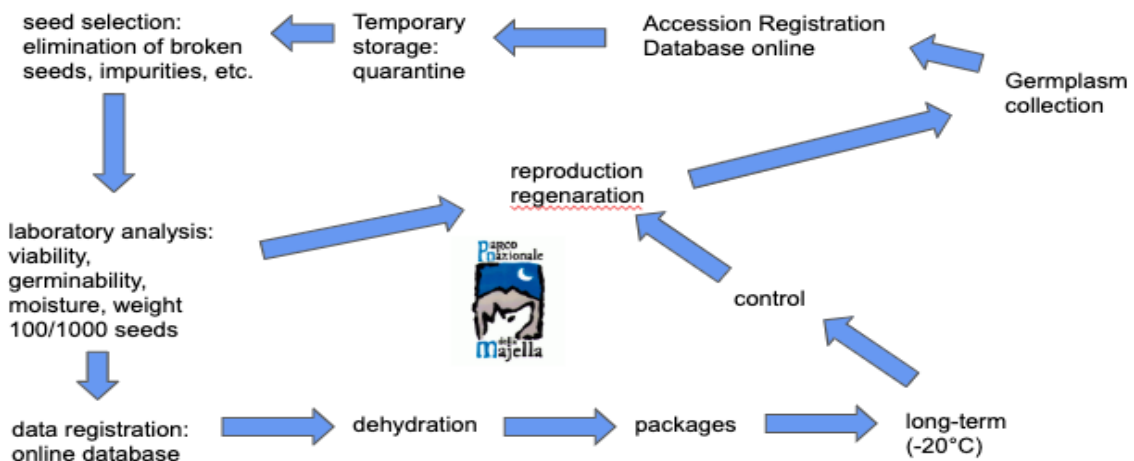 seed selection:
elimination of broken
seeds, impurities, etc.
Temporary
storage:
quarantine
Accession Registration
Database online
Germplasm
collection
reproduction
regenaration
laboratory analysis:
viability,
germinability,
moisture, weight
100/1000 seeds
Parco
Nazionale
della
Majella
control
data registration:
online database
dehydration
packages
long-term
(-20°C)